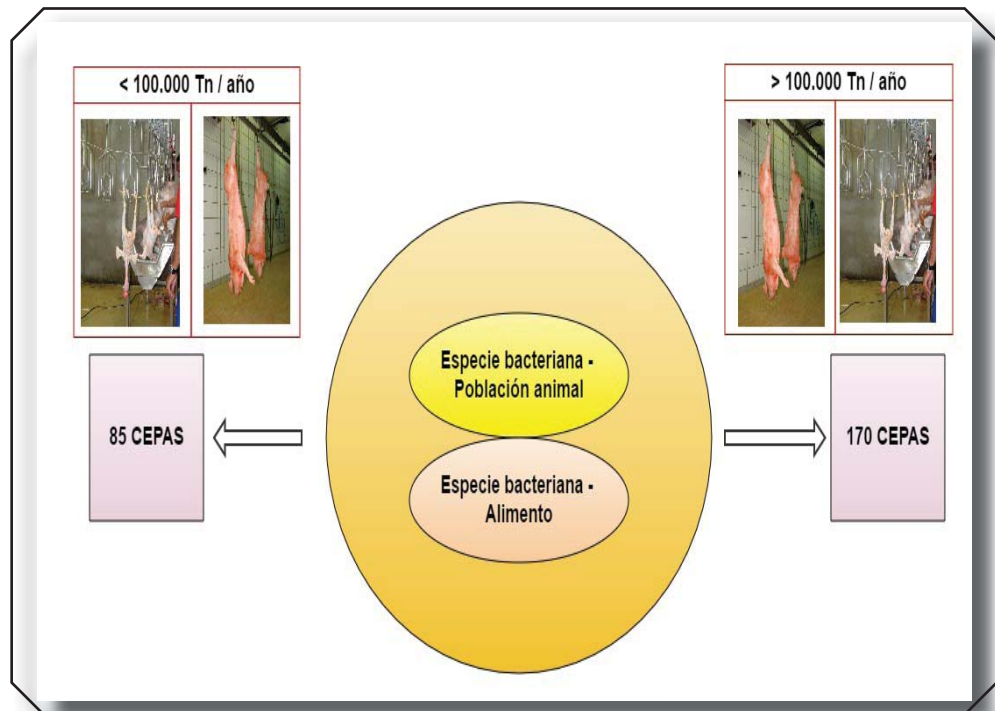 < 100.000 Tn / año
> 100.000 Tn / año
Especie bacteriana -
Población animal
85 CEPAS
170 CEPAS
Especie bacteriana -
Alimento